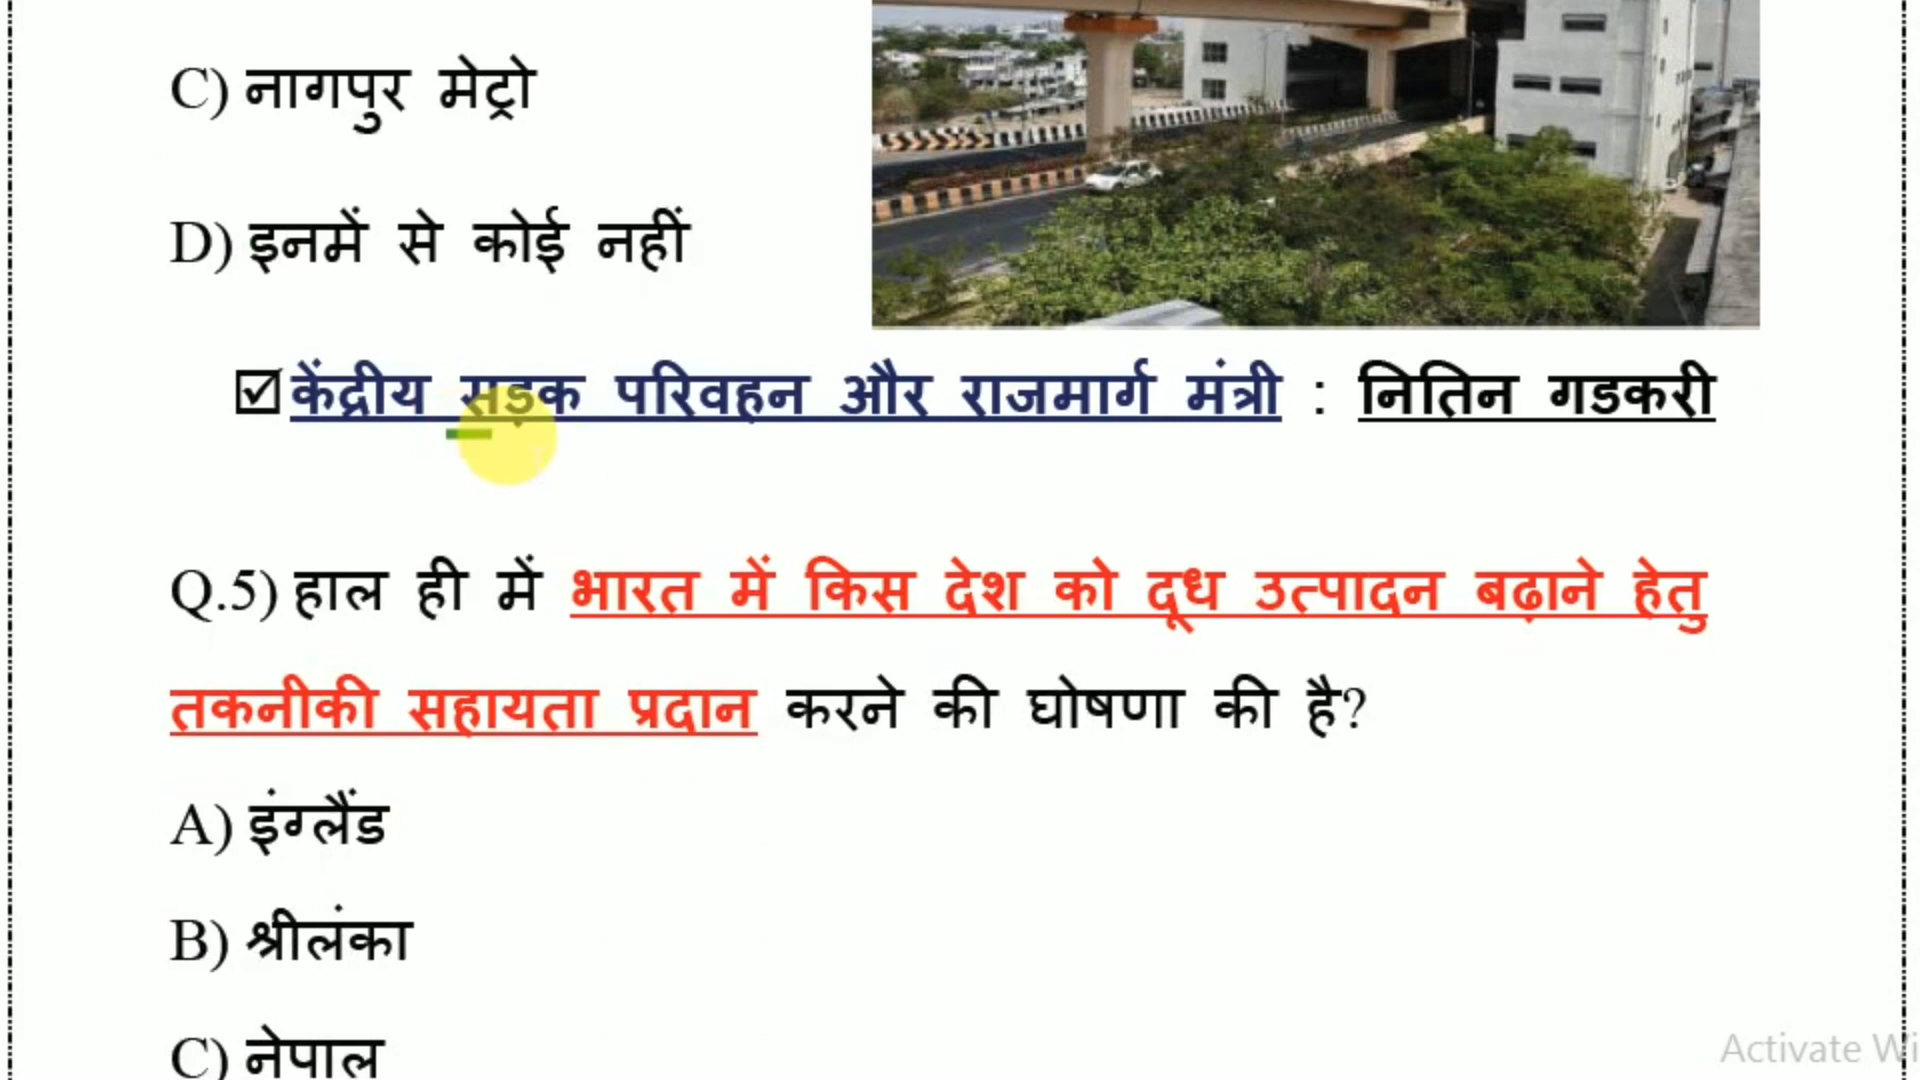 C) नागपुर मेट्रो
D) इनमें से कोई नहीं
केंद्रीय सड़क परिवहन और राजमार्ग मंत्री : नितिन गडकरी
Q.5) हाल ही में भारत में किस देश को दूध उत्पादन बढ़ाने हेतु
तकनीकी सहायता प्रदान करने की घोषणा की है?
A) इंग्लैंड
B) श्रीलंका
C) नेपाल
Activate Wi